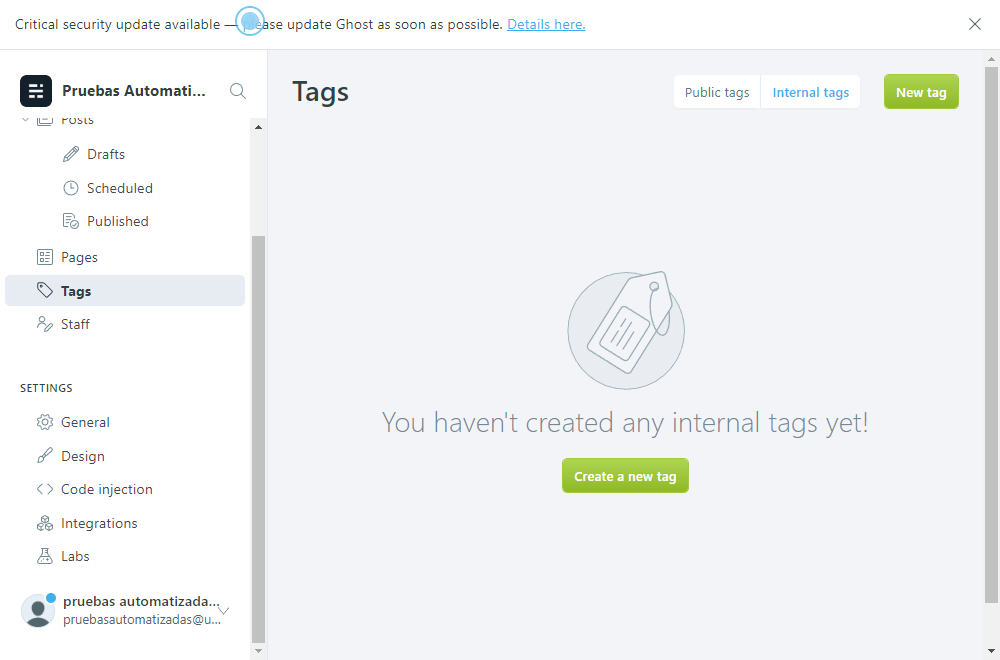 Critical security update available — please update Ghost as soon as possible. Details here.
Pruebas Automati...
Posts
Drafts
Scheduled
Published
Pages
Tags
Staff
SETTINGS
General
Design
Code injection
Integrations
Labs
pruebas automatizada...
pruebasautomatizadas@u...
Tags
Public tags
Internal tags
New tag
You haven't created any internal tags yet!
Create a new tag